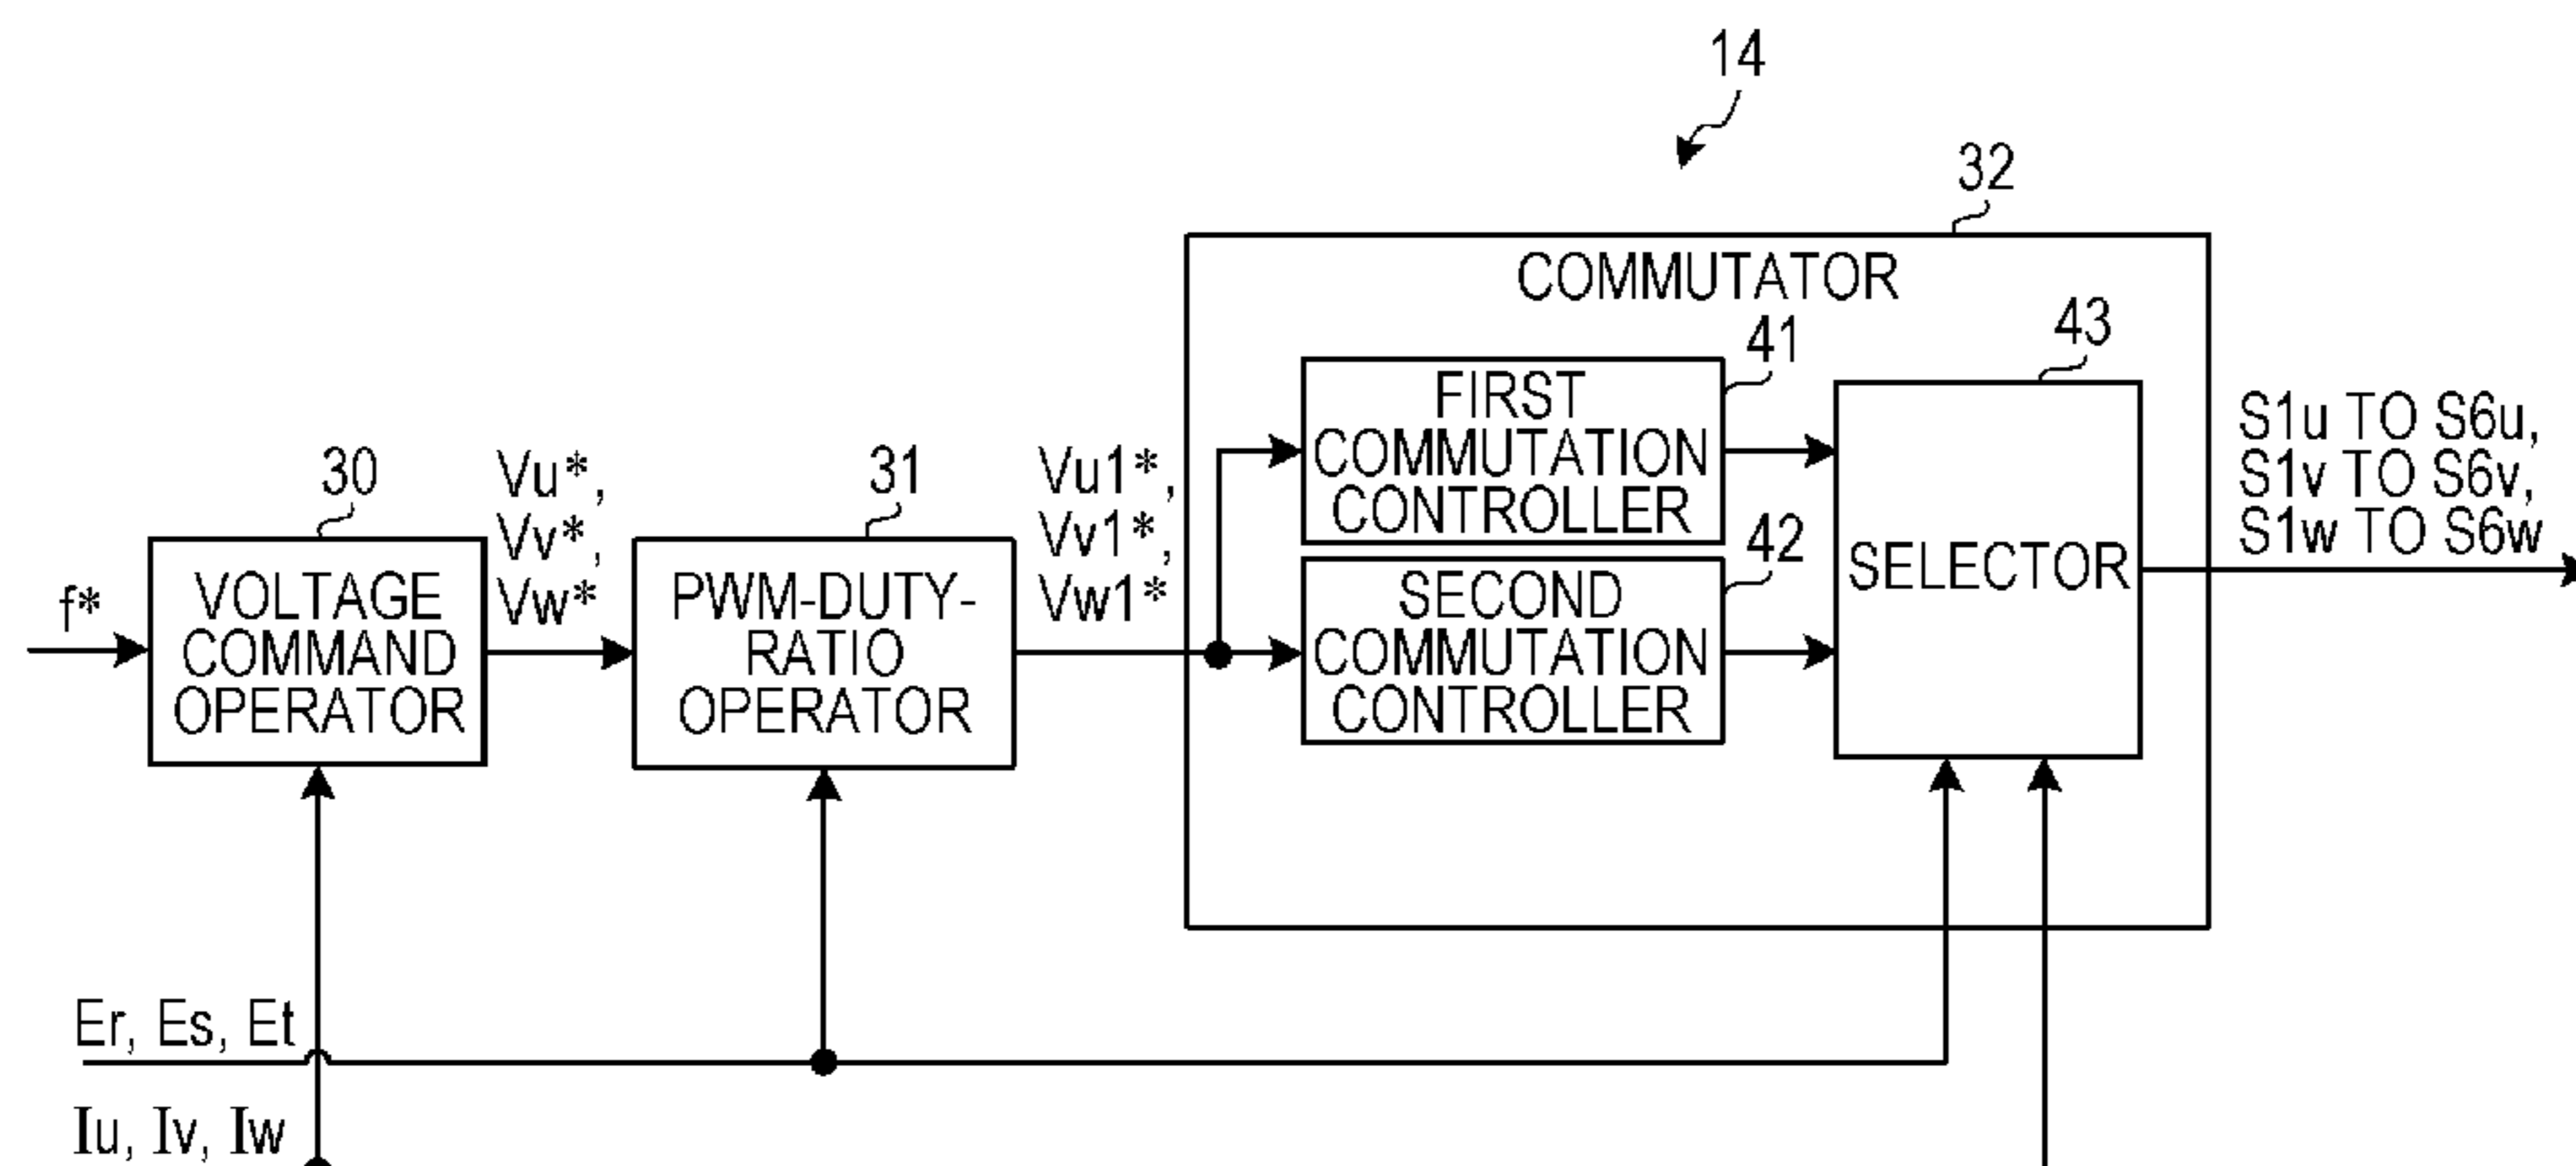 14
32
COMMUTATOR
41
43
FIRST
COMMUTATION
CONTROLLER
42
SECOND
COMMUTATION
CONTROLLER
SELECTOR
S1u TO S6u,
S1v TO S6v,
S1w TO S6w
30
Vu*,
Vv*,
Vw*
31
Vu1*,
Vv1*,
Vw1*
f*
VOLTAGE
COMMAND
OPERATOR
PWM-DUTY-
RATIO
OPERATOR
Er, Es, Et
Iu, Iv, Iw